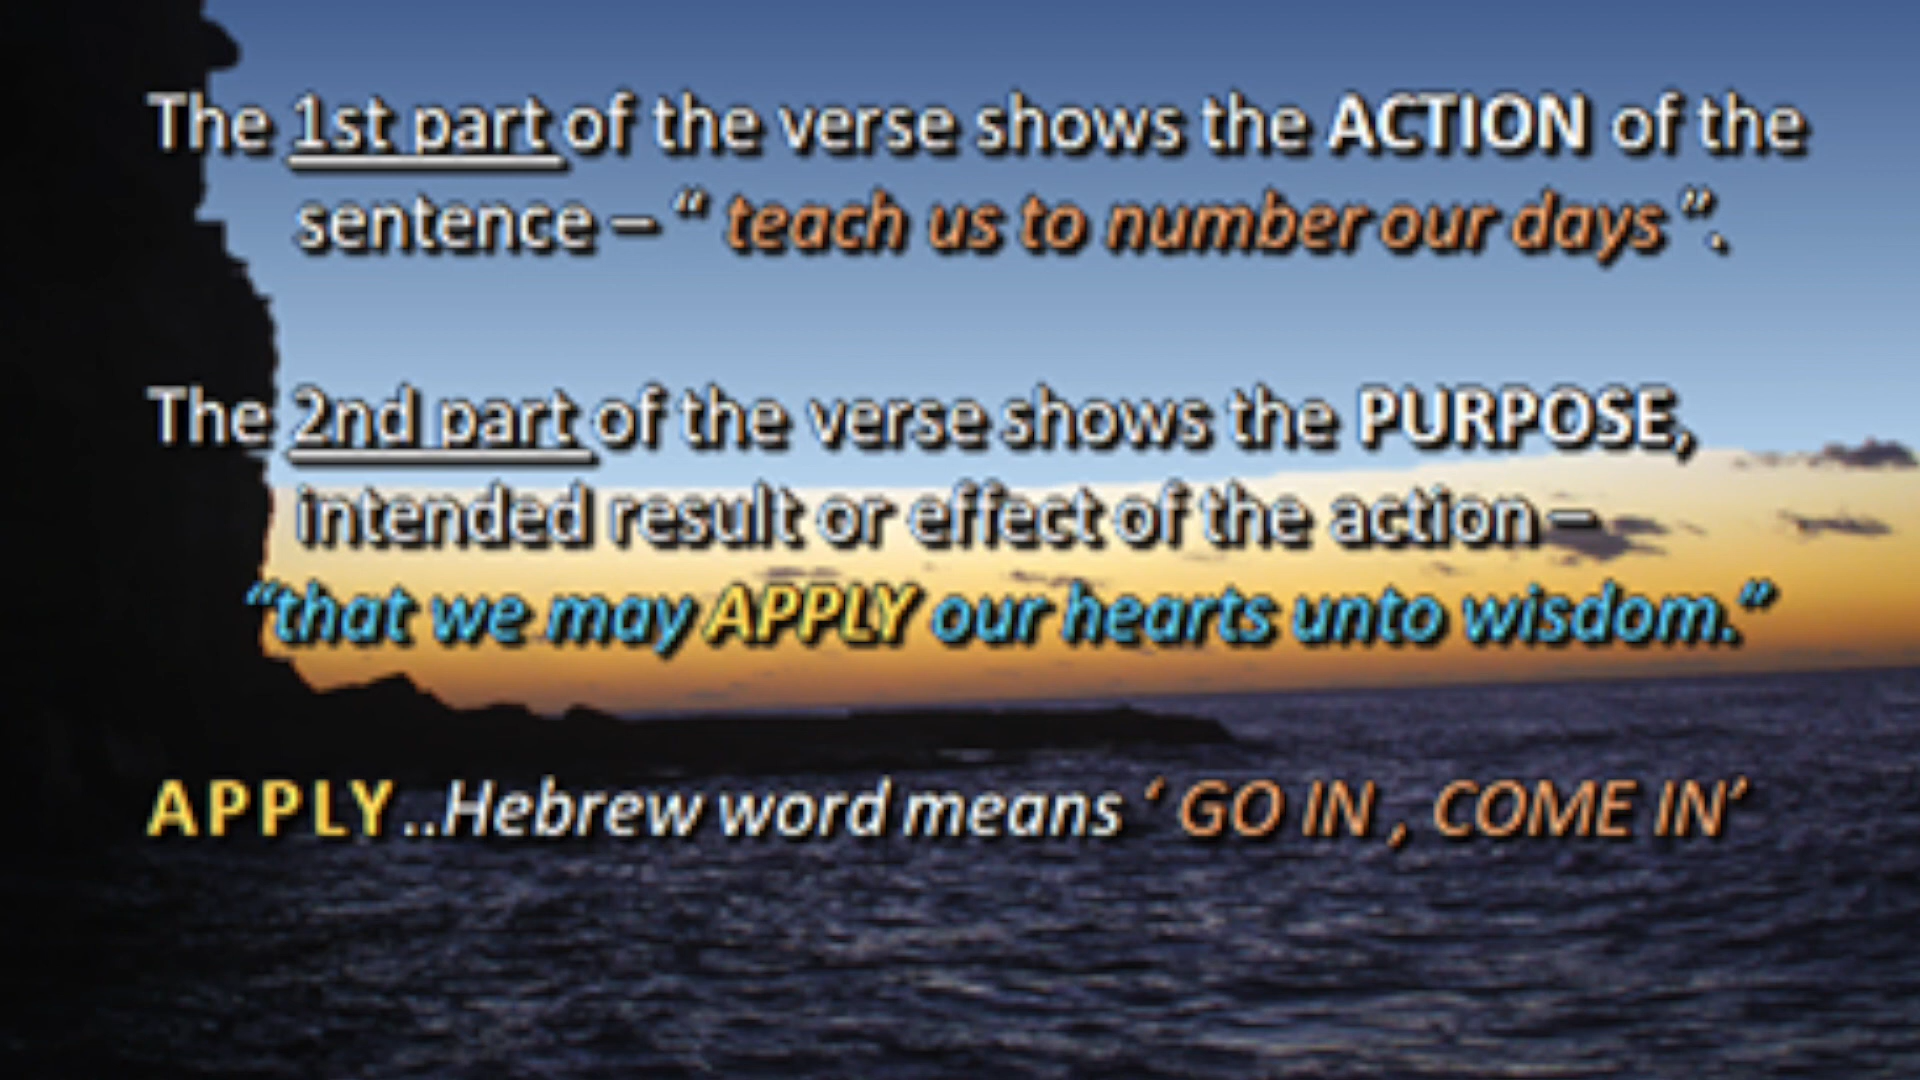 The 1st part of the verse shows the ACTION of the
sentence – “ teach us to number our days ”.
The 2nd part of the verse shows the PURPOSE,
intended result or effect of the action –
“that we may APPLY our hearts unto wisdom.”
APPLY ..Hebrew word means ‘ GO IN , COME IN’